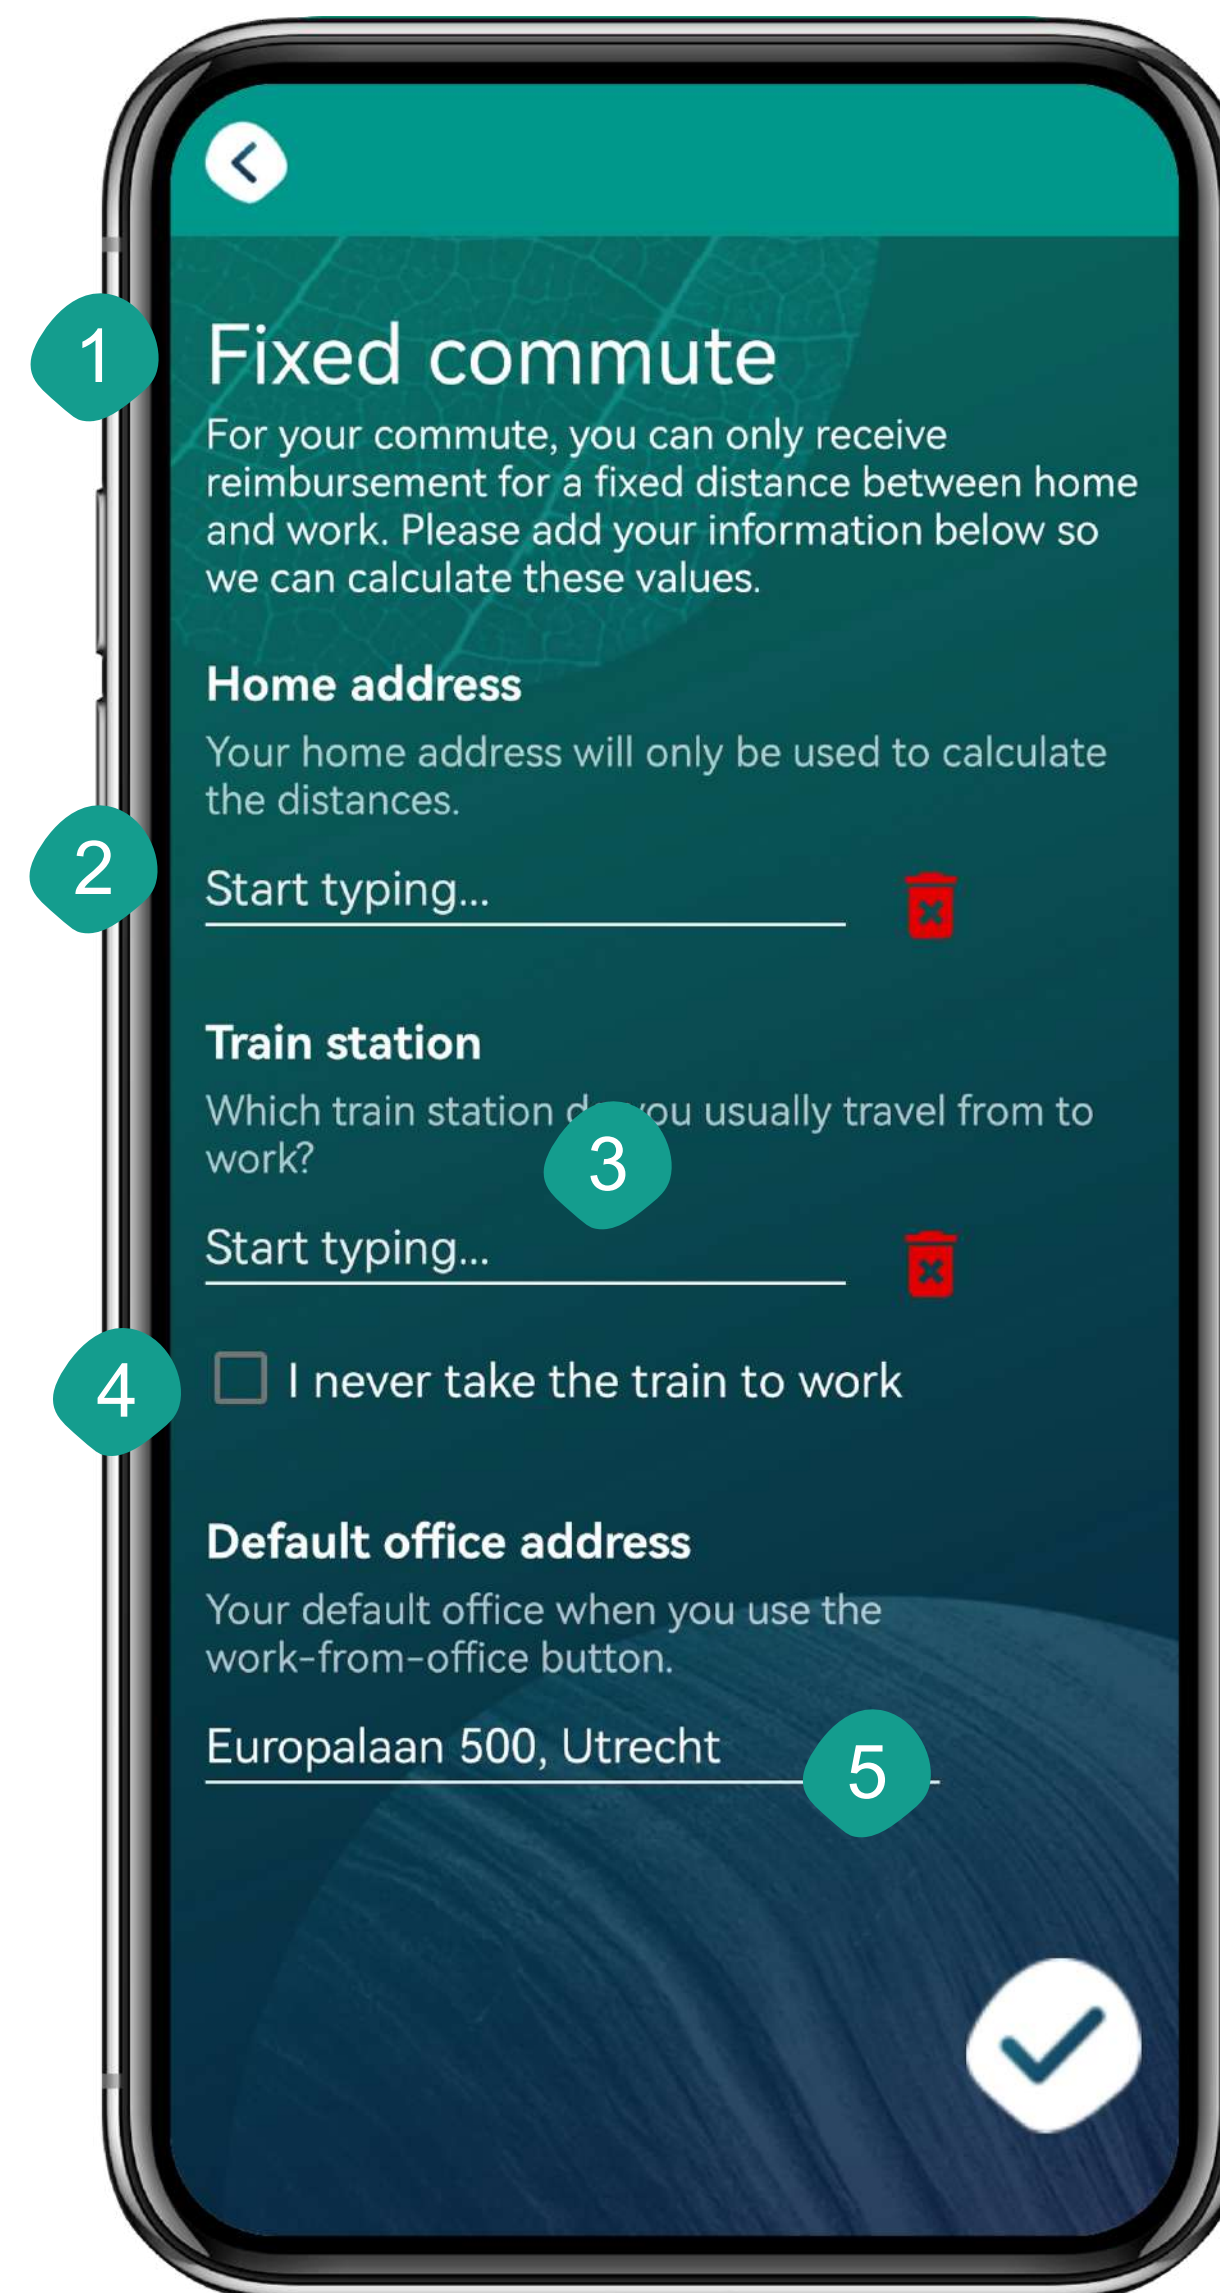 1
Fixed commute
For your commute, you can only receive
reimbursement for a fixed distance between home
and work. Please add your information below so
we can calculate these values.
Home address
Your home address will only be used to calculate
the distances.
2
Start typing...
Train station
Which train station you usually travel from to
work?
3
Start typing...
4
I never take the train to work
Default office address
Your default office when you use the
work-from-office button.
Europalaan 500, Utrecht
5